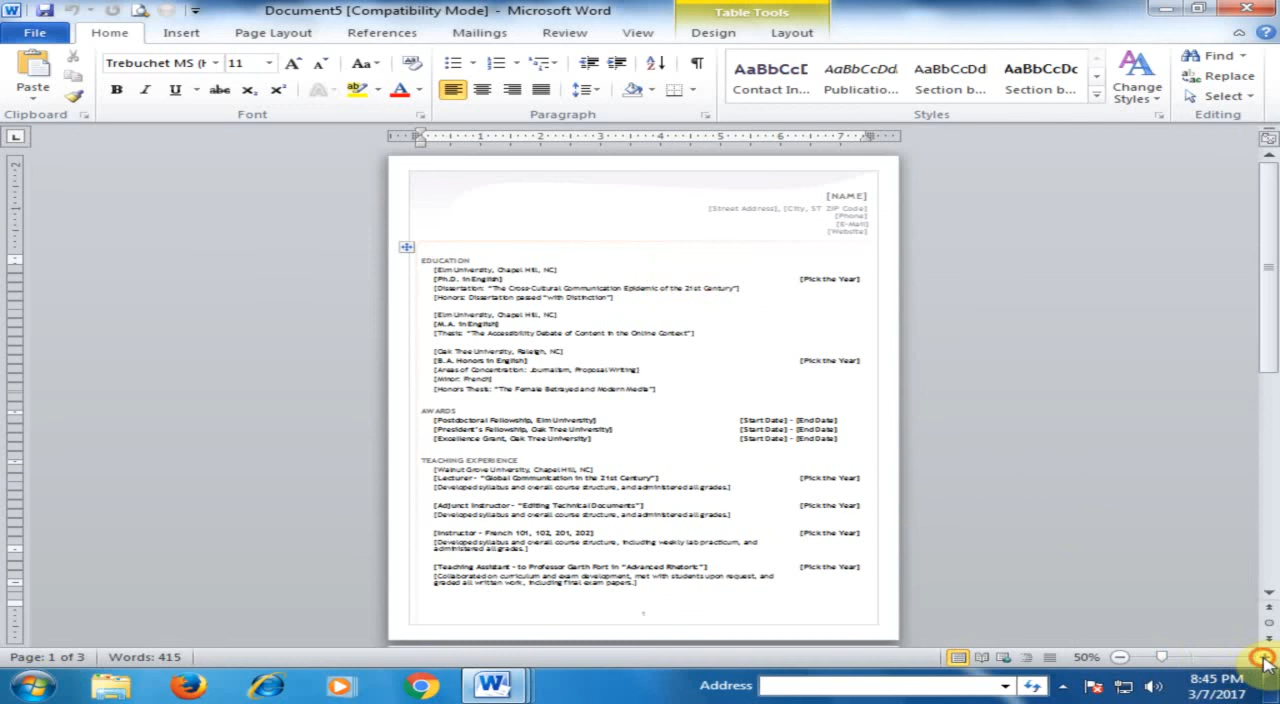 Document5 [Compatibility Mode] - Microsoft Word
Table Tools
File Home Insert Page Layout References Mailings Review View Design Layout
Paste
Clipboard
Trebuchet MS (H 11
Font
Paragraph
AaBbCcD AaBbCcDd. AaBbCcDd AaBbCcDc
Contact In... Publicatio... Section b... Section b...
Styles
Change
Styles
Find
Replace
Select
Editing
1 2 3 4 5 6 7
[NAME]
[Street Address], [City, ST ZIP Code]
[Phone]
[E-Mail]
[Website]
EDUCATION
[Elm University, Chapel Hill, NC]
[Ph.D. in English] [Pick the Year]
[Dissertation: “The Cross-Cultural Communication Epidemic of the 21st Century”]
[Honors: Dissertation passed “with Distinction”]
[Elm University, Chapel Hill, NC]
[M.A. in English]
[Thesis: “The Accessibility Debate of Content in the Online Context”]
[Oak Tree University, Raleigh, NC]
[B.A. Honors in English] [Pick the Year]
[Areas of Concentration: Journalism, Proposal Writing]
[Minor: French]
[Honors Thesis: “The Female Betrayed and Modern Media”]
AWARDS
[Postdoctoral Fellowship, Elm University] [Start Date] – [End Date]
[President’s Fellowship, Oak Tree University] [Start Date] – [End Date]
[Excellence Grant, Oak Tree University] [Start Date] – [End Date]
TEACHING EXPERIENCE
[Walnut Grove University, Chapel Hill, NC]
[Lecturer - “Global Communication in the 21st Century”] [Pick the Year]
[Developed syllabus and overall course structure, and administered all grades.]
[Adjunct Instructor - “Editing Technical Documents”] [Pick the Year]
[Developed syllabus and overall course structure, and administered all grades.]
[Instructor - French 101, 102, 201, 202] [Pick the Year]
[Developed syllabus and overall course structure, including weekly lab practicum, and
administered all grades.]
[Teaching Assistant - to Professor Garth Fort in “Advanced Rhetoric”] [Pick the Year]
[Collaborated on curriculum and exam development, met with students upon request, and
graded all written work, including final exam papers.]
1
Page: 1 of 3 Words: 415 50%
Address
8:45 PM
3/7/2017